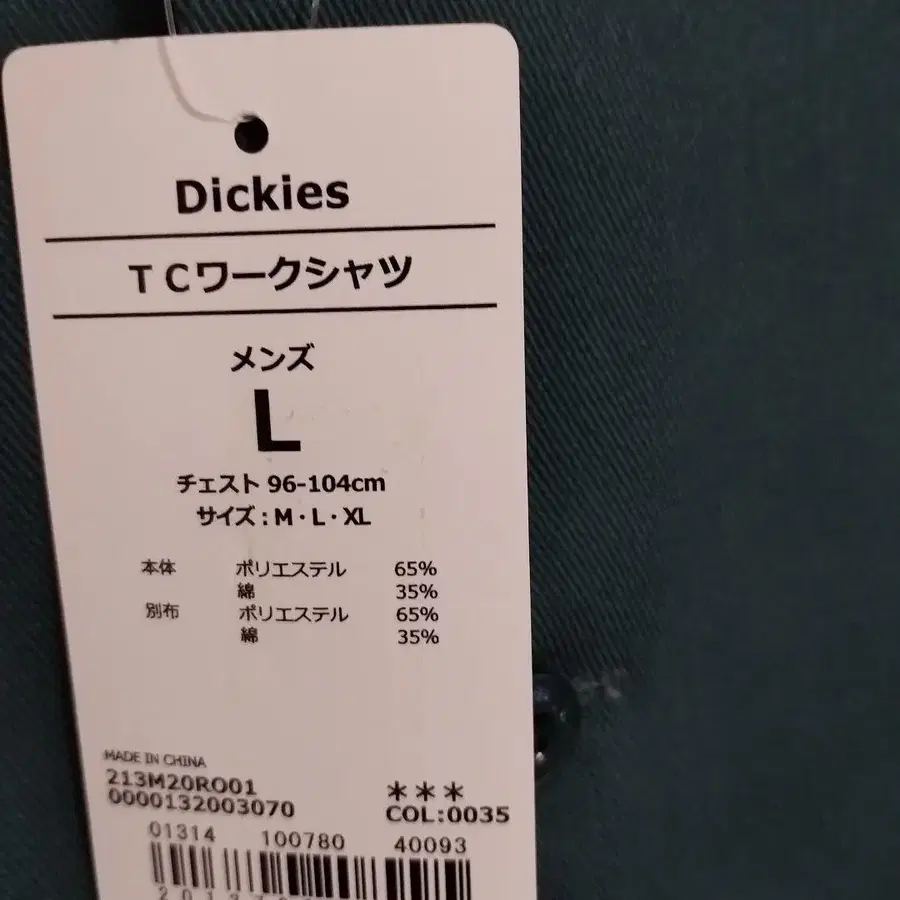 Dickies
ＴＣワークシャツ
メンズ
L
チェスト 96-104cm
サイズ：M・L・XL
本体 ポリエステル 65%
綿 35%
別布 ポリエステル 65%
綿 35%
MADE IN CHINA
213M20RO01
0000132003070
＊＊＊
COL:0035
01314 100780 40093